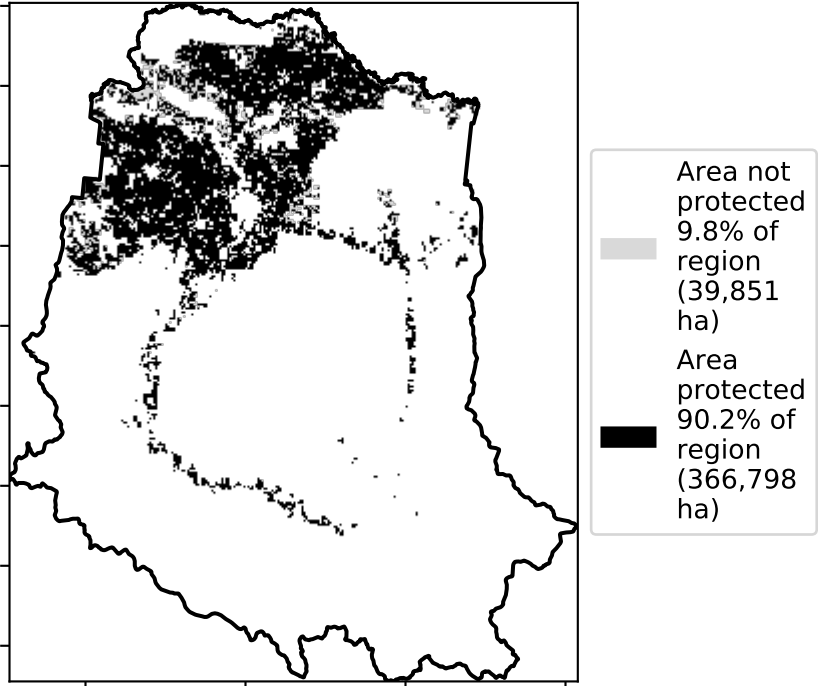 Area not
protected
9.8% of
region
(39,851
ha)
Area
protected
90.2% of
region
(366,798
ha)